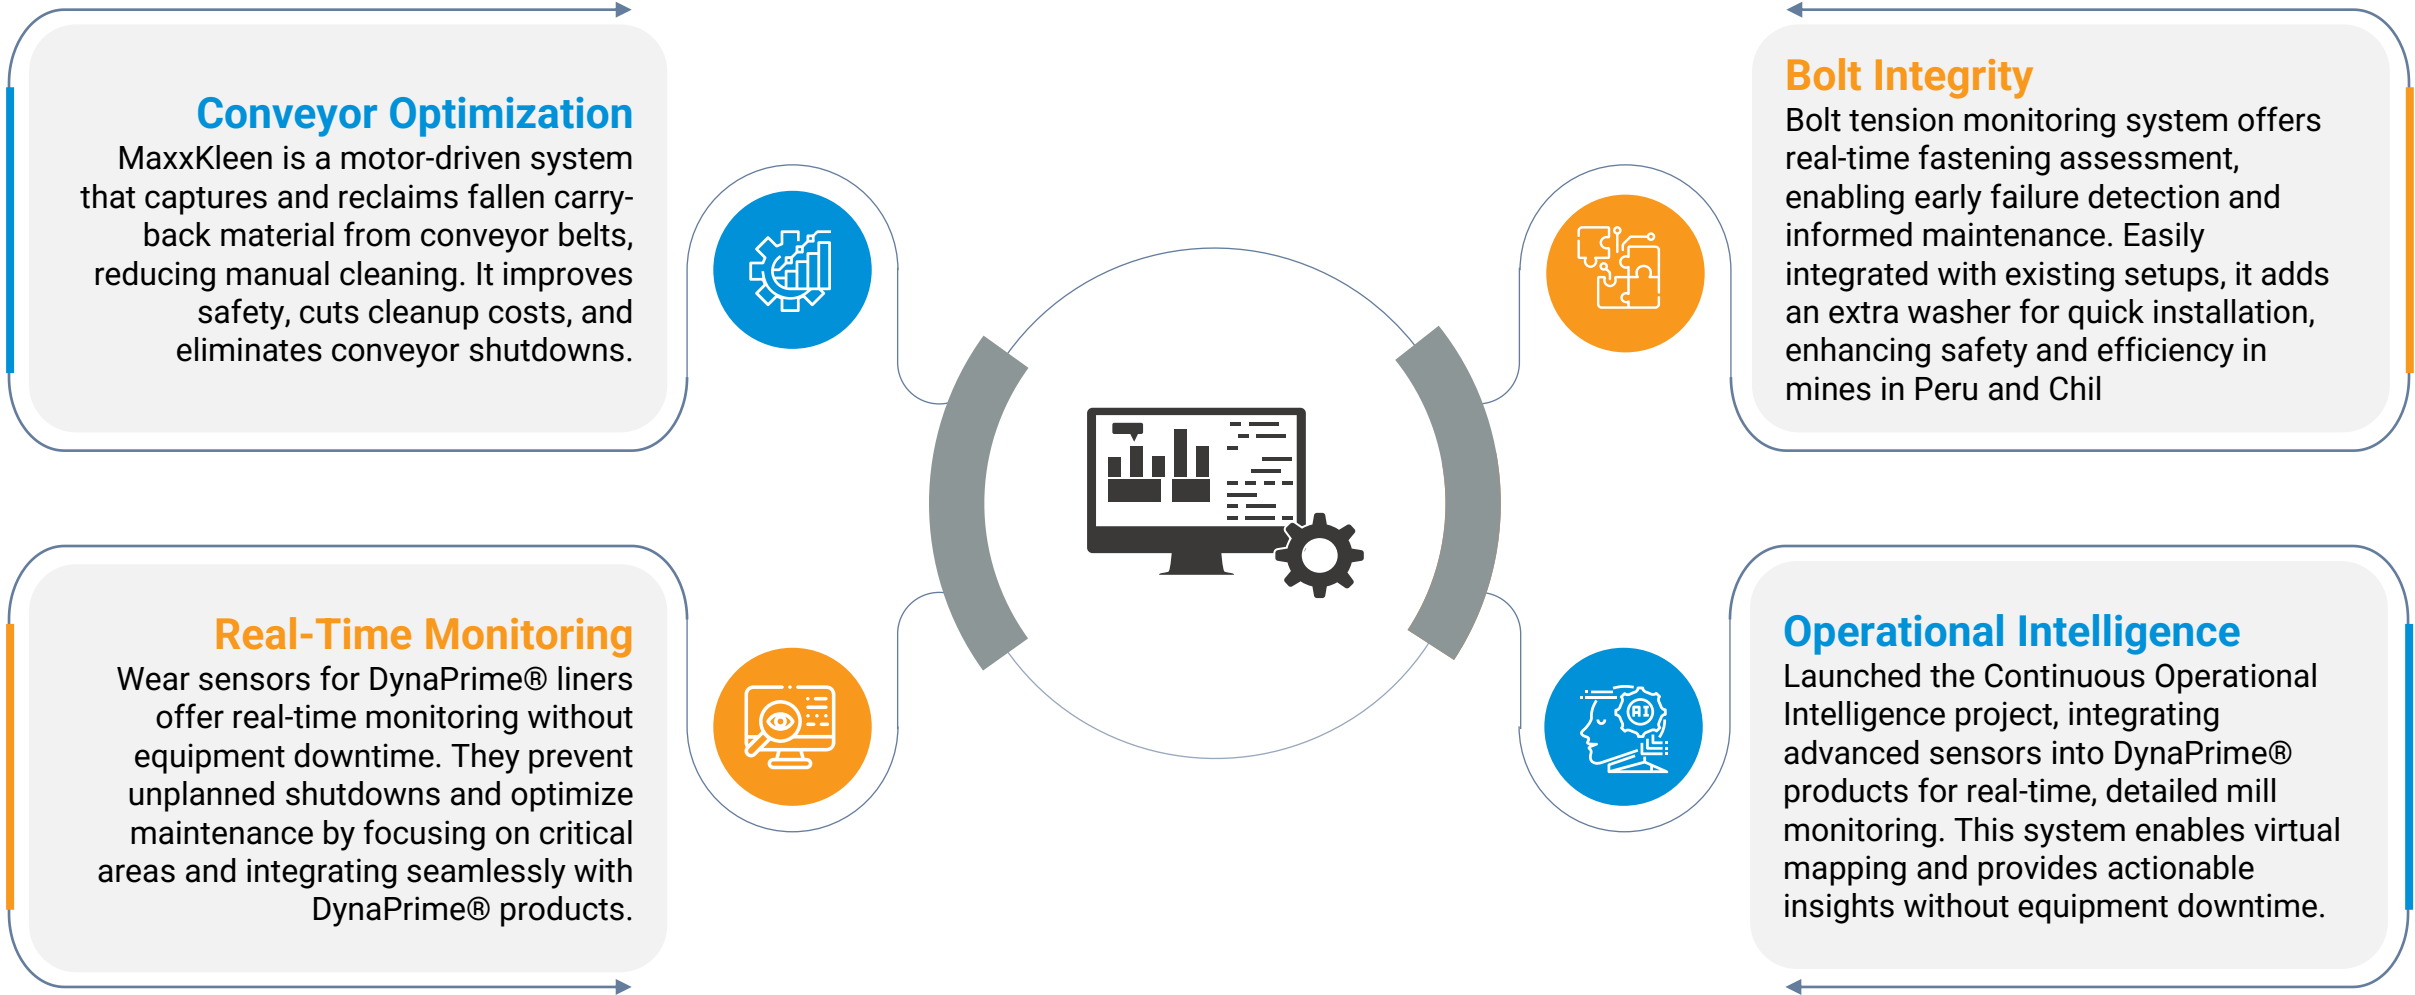 Conveyor Optimization
MaxxKleen is a motor-driven system
that captures and reclaims fallen carry-
back material from conveyor belts,
reducing manual cleaning. It improves
safety, cuts cleanup costs, and
eliminates conveyor shutdowns.
Bolt Integrity
Bolt tension monitoring system offers
real-time fastening assessment,
enabling early failure detection and
informed maintenance. Easily
integrated with existing setups, it adds
an extra washer for quick installation,
enhancing safety and efficiency in
mines in Peru and Chil
Real-Time Monitoring
Wear sensors for DynaPrime® liners
offer real-time monitoring without
equipment downtime. They prevent
unplanned shutdowns and optimize
maintenance by focusing on critical
areas and integrating seamlessly with
DynaPrime® products.
AI
Operational Intelligence
Launched the Continuous Operational
Intelligence project, integrating
advanced sensors into DynaPrime®
products for real-time, detailed mill
monitoring. This system enables virtual
mapping and provides actionable
insights without equipment downtime.